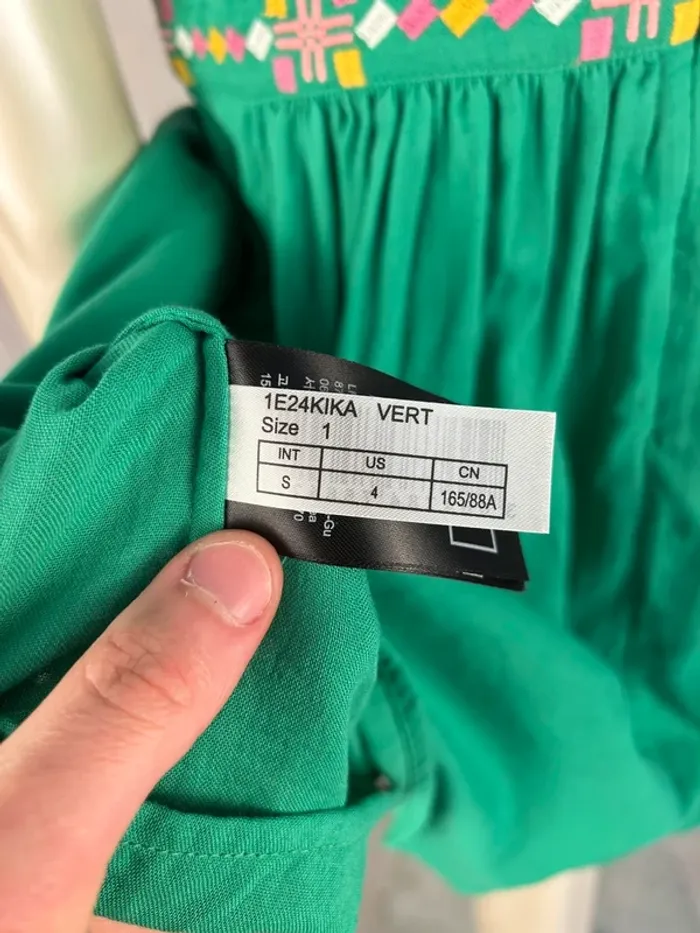 1E24KIKA VERT
Size 1
INT US CN
S 4 165/88A